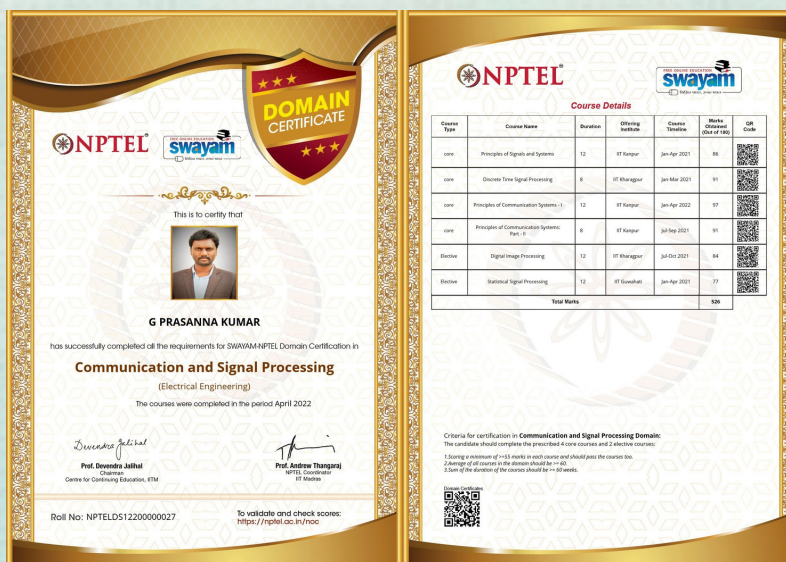 DOMAIN
CERTIFICATE
NPTEL
FREE ONLINE EDUCATION
swayam
This is to certify that
G PRASANNA KUMAR
has successfully completed all the requirements for SWAYAM-NPTEL Domain Certification in
Communication and Signal Processing
(Electrical Engineering)
The courses were completed in the period April 2022
Devendra Jalihal
Prof. Devendra Jalihal
Chairman
Centre for Continuing Education, IITM
Prof. Andrew Thangaraj
NPTEL Coordinator
IIT Madras
Roll No: NPTELDS12200000027
To validate and check scores:
https://nptel.ac.in/noc
NPTEL
FREE ONLINE EDUCATION
swayam
Course Details
Course Type Course Name Duration Offering Institute Course Timeline Marks Obtained (Out of 100) QR Code
core Principles of Signals and Systems 12 IIT Kanpur Jan-Apr 2021 86
core Discrete Time Signal Processing 8 IIT Kharagpur Jan-Mar 2021 91
core Principles of Communication Systems - I 12 IIT Kanpur Jan-Apr 2022 97
core Principles of Communication Systems: Part - II 8 IIT Kanpur Jul-Sep 2021 91
Elective Digital Image Processing 12 IIT Kharagpur Jul-Oct 2021 84
Elective Statistical Signal Processing 12 IIT Guwahati Jan-Apr 2021 77
Total Marks 526
Criteria for certification in Communication and Signal Processing Domain:
The candidate should complete the prescribed 4 core courses and 2 elective courses:
1.Scoring a minimum of >=55 marks in each course and should pass the courses too.
2.Average of all courses in the domain should be >= 60.
3.Sum of the duration of the courses should be >= 60 weeks.
Domain Certificates